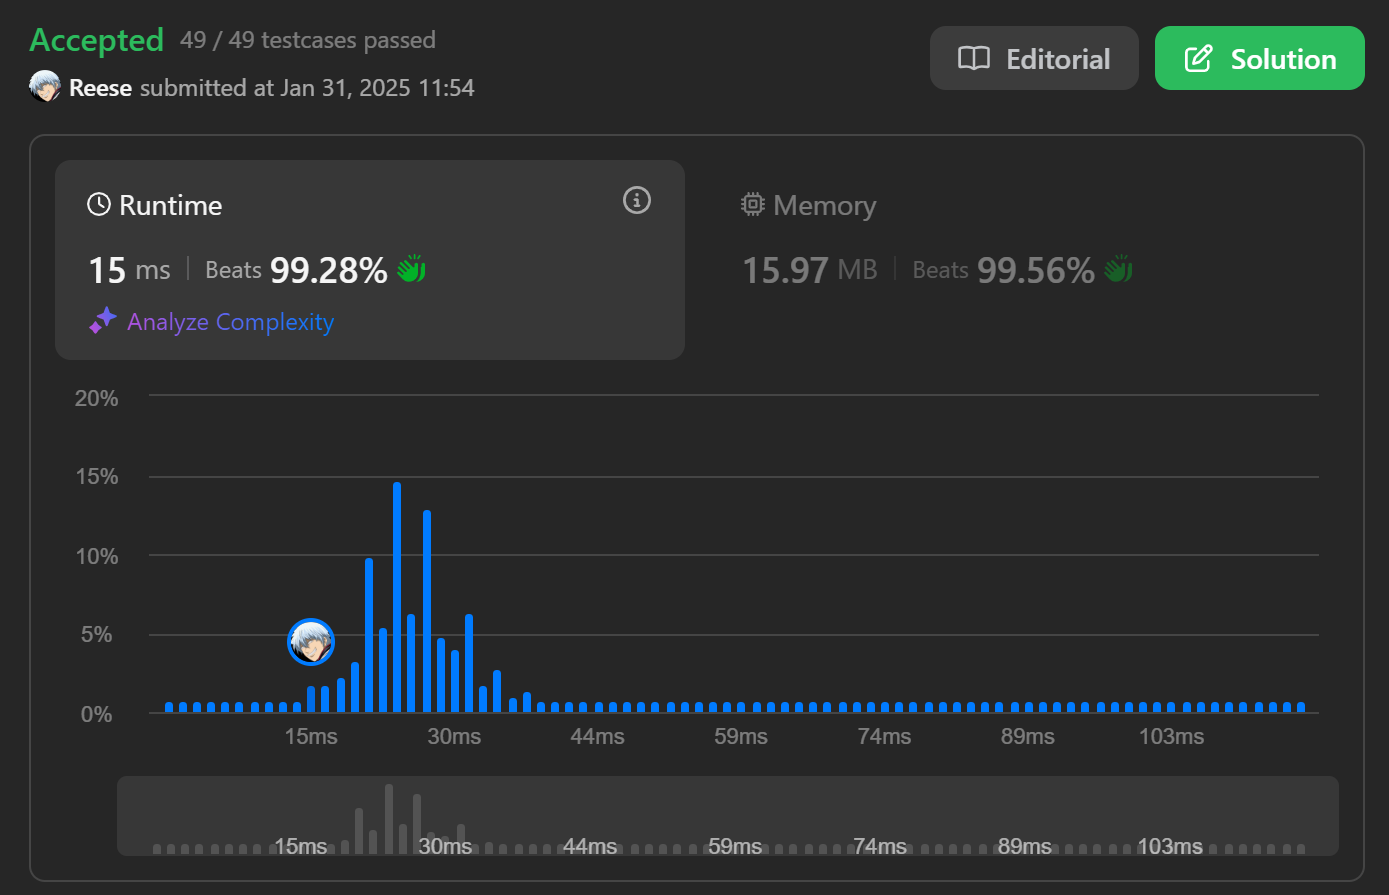 Accepted 49 / 49 testcases passed
Reese submitted at Jan 31, 2025 11:54
Editorial
Solution
Runtime
15 ms Beats 99.28%
Analyze Complexity
Memory
15.97 MB Beats 99.56%
20%
15%
10%
5%
0%
15ms 30ms 44ms 59ms 74ms 89ms 103ms
15ms 30ms 44ms 59ms 74ms 89ms 103ms